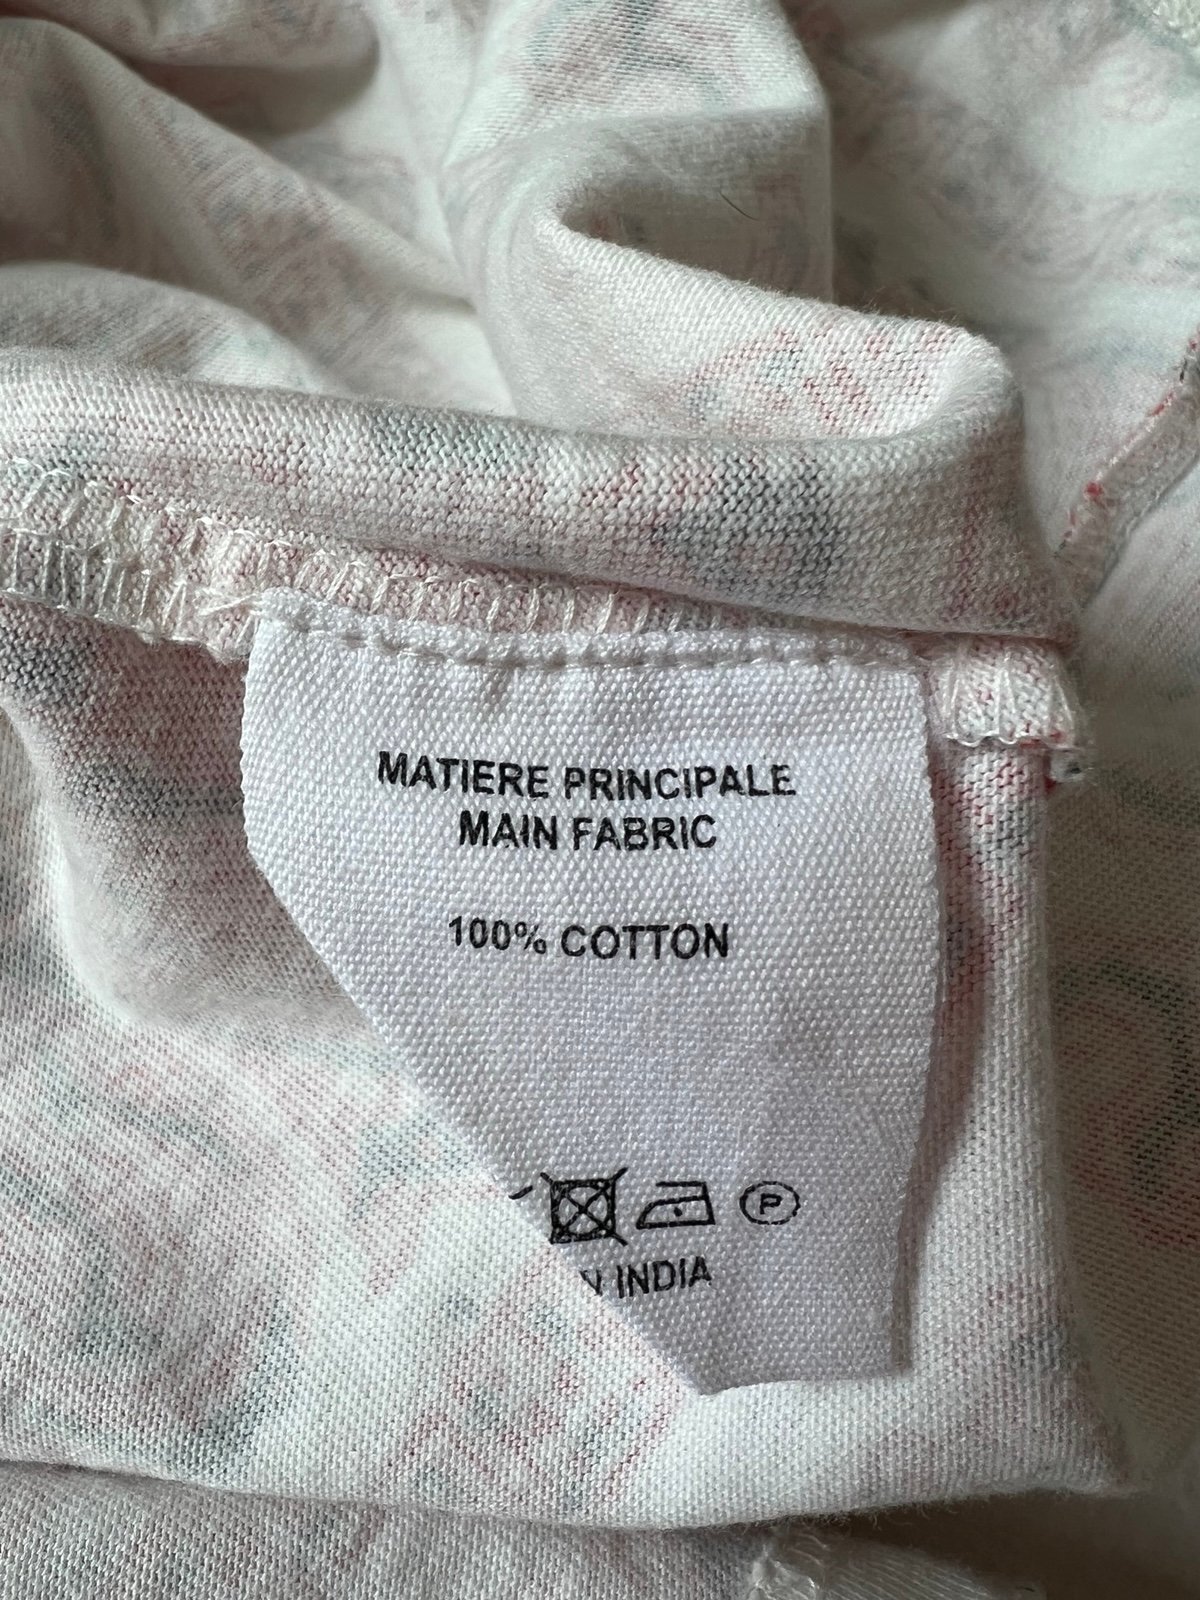 MATIERE PRINCIPALE
MAIN FABRIC
100% COTTON
P
INDIA